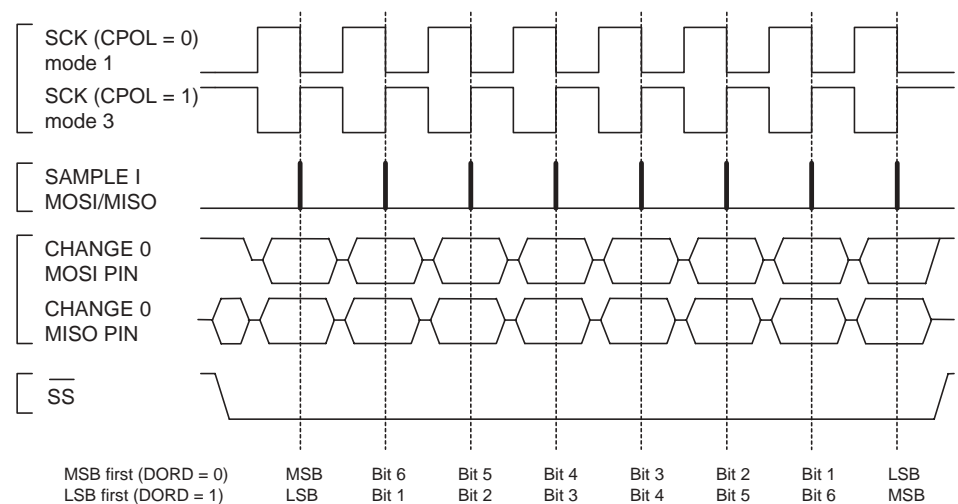 SCK (CPOL = 0)
mode 1
SCK (CPOL = 1)
mode 3
SAMPLE I
MOSI/MISO
CHANGE 0
MOSI PIN
CHANGE 0
MISO PIN
SS
MSB first (DORD = 0) MSB Bit 6 Bit 5 Bit 4 Bit 3 Bit 2 Bit 1 LSB
LSB first (DORD = 1) LSB Bit 1 Bit 2 Bit 3 Bit 4 Bit 5 Bit 6 MSB